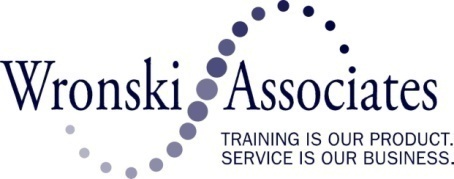 Wronski Associates
TRAINING IS OUR PRODUCT.
SERVICE IS OUR BUSINESS.